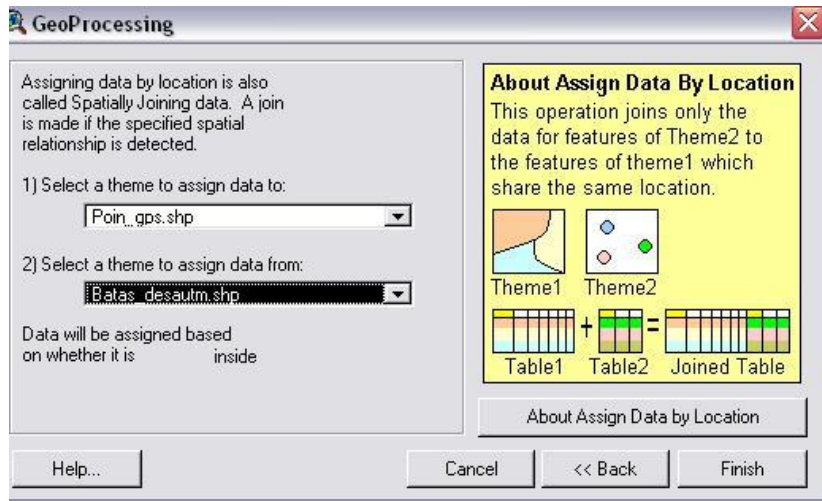 GeoProcessing
Assigning data by location is also
called Spatially Joining data. A join
is made if the specified spatial
relationship is detected.
1) Select a theme to assign data to:
Poin_gps.shp
2) Select a theme to assign data from:
Batas_desautm.shp
Data will be assigned based
on whether it is inside
About Assign Data By Location
This operation joins only the
data for features of Theme2 to
the features of theme1 which
share the same location.
Theme1 Theme2
+ =
Table1 Table2 Joined Table
About Assign Data by Location
Help... Cancel << Back Finish